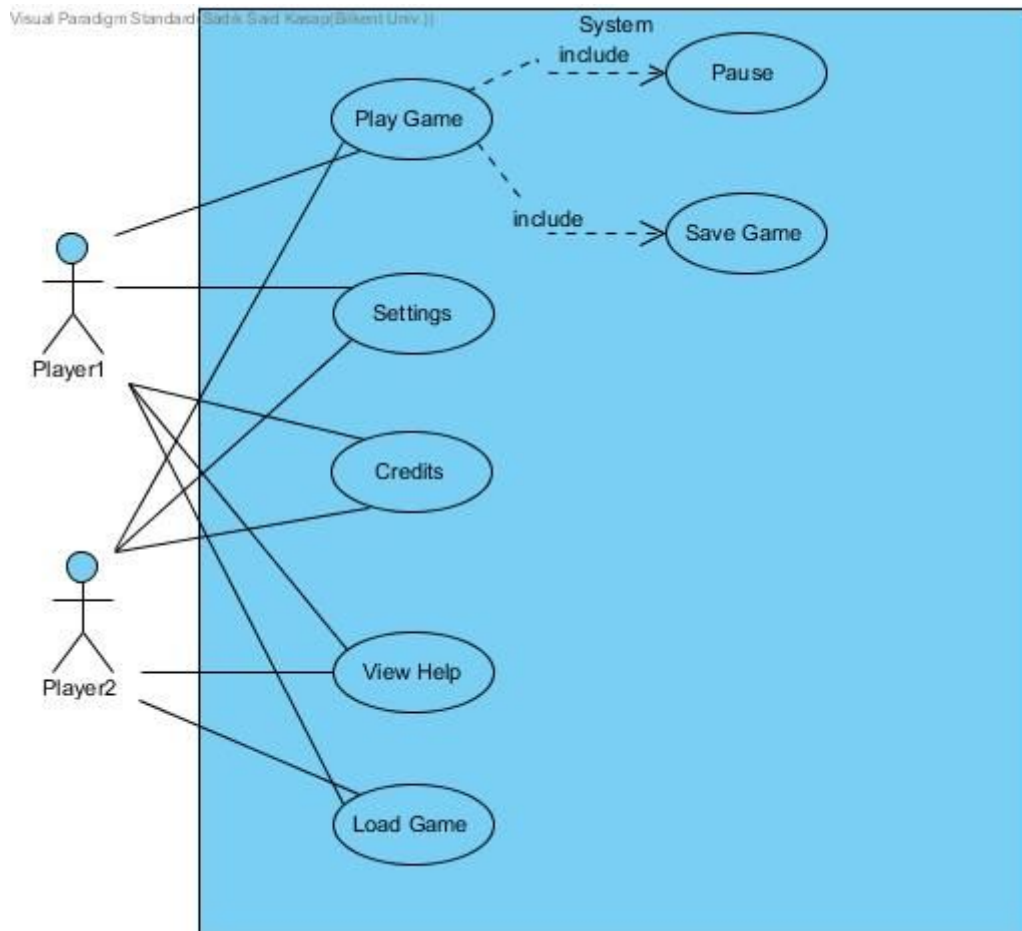 Visual Paradigm Standard(Sadık Said Kasap(Bilkent Univ.))
System
include
Pause
Play Game
include
Save Game
Settings
Player1
Credits
View Help
Player2
Load Game